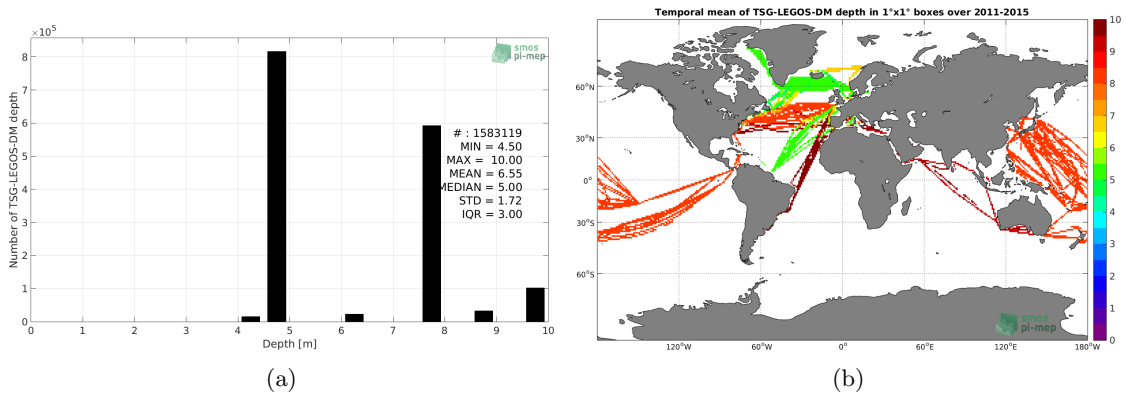 ×10⁵
9
8
7
6
5
4
3
2
1
0
Number of TSG-LEGOS-DM depth
smos
pi-mep
# : 1583119
MIN = 4.50
MAX = 10.00
MEAN = 6.55
MEDIAN = 5.00
STD = 1.72
IQR = 3.00
0 1 2 3 4 5 6 7 8 9 10
Depth [m]
(a)
Temporal mean of TSG-LEGOS-DM depth in 1°x1° boxes over 2011-2015
60°N
30°N
0°
30°S
60°S
120°W 60°W 0° 60°E 120°E 180°W
smos
pi-mep
10
9
8
7
6
5
4
3
2
1
0
(b)